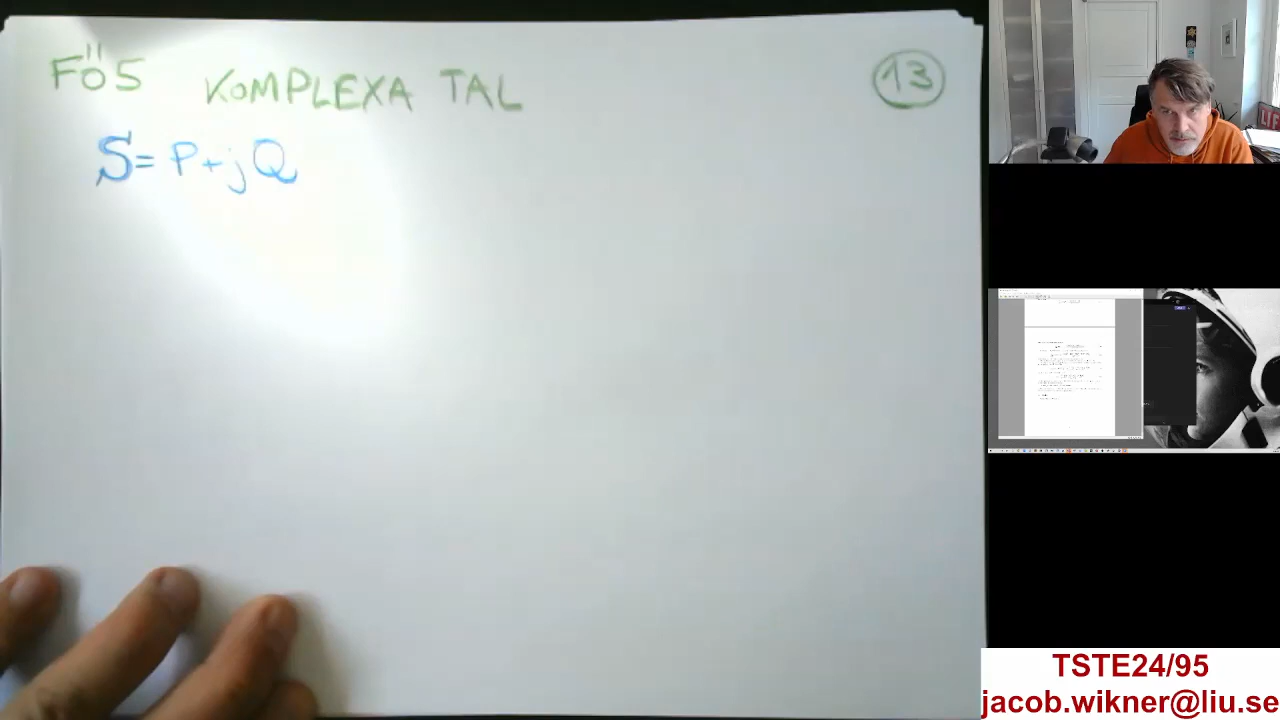 FÖ5 KOMPLEXA TAL 13
S = P + jQ
TSTE24/95
jacob.wikner@liu.se